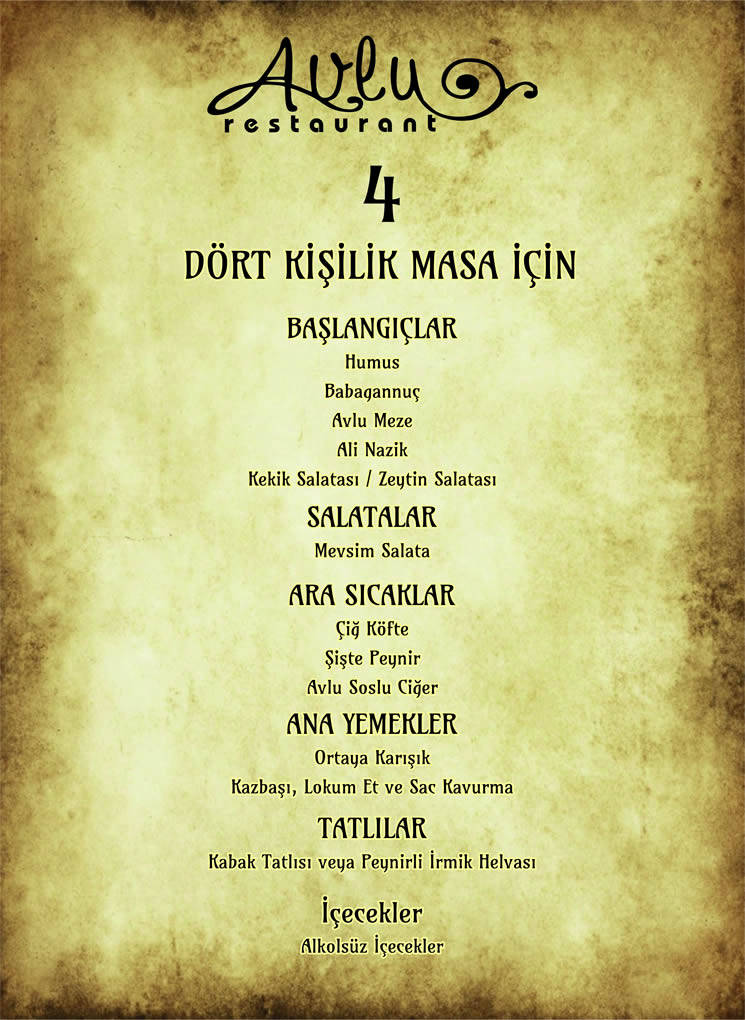 Avlu
restaurant
4
DÖRT KİŞİLİK MASA İÇİN
BAŞLANGIÇLAR
Humus
Babagannuç
Avlu Meze
Ali Nazik
Kekik Salatası / Zeytin Salatası
SALATALAR
Mevsim Salata
ARA SICAKLAR
Çiğ Köfte
Şişte Peynir
Avlu Soslu Ciğer
ANA YEMEKLER
Ortaya Karışık
Kazbaşı, Lokum Et ve Sac Kavurma
TATLILAR
Kabak Tatlısı veya Peynirli İrmik Helvası
İçecekler
Alkolsüz İçecekler